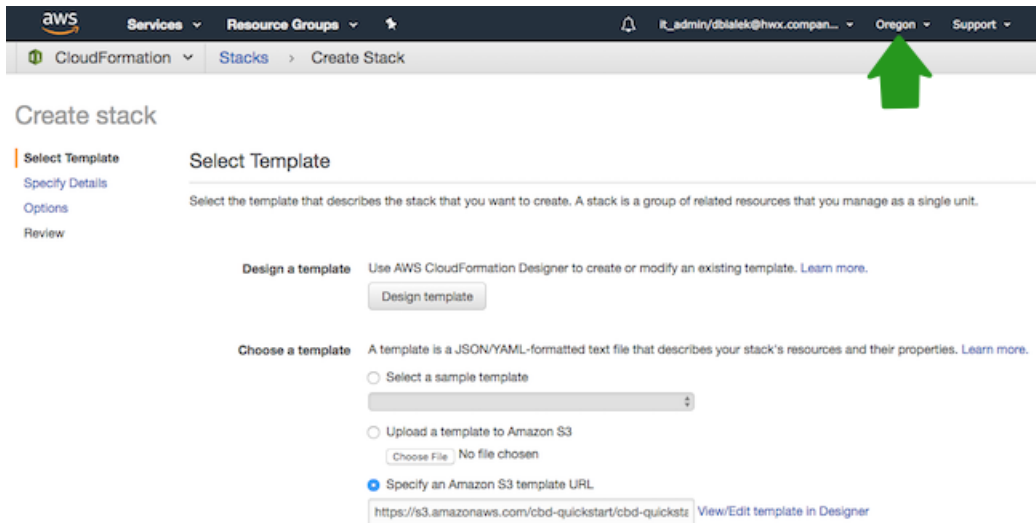 aws Services Resource Groups it_admin/dbialek@hwx.compan... Oregon Support
CloudFormation Stacks > Create Stack
Create stack
Select Template
Specify Details
Options
Review
Select Template
Select the template that describes the stack that you want to create. A stack is a group of related resources that you manage as a single unit.
Design a template Use AWS CloudFormation Designer to create or modify an existing template. Learn more.
Design template
Choose a template A template is a JSON/YAML-formatted text file that describes your stack's resources and their properties. Learn more.
Select a sample template
Upload a template to Amazon S3
Choose File No file chosen
Specify an Amazon S3 template URL
https://s3.amazonaws.com/cbd-quickstart/cbd-quicksta View/Edit template in Designer